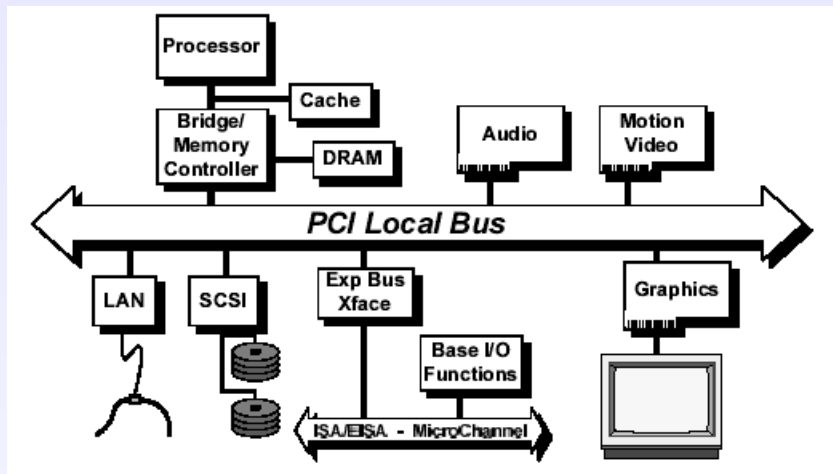 Processor
Cache
Bridge/
Memory
Controller
DRAM
Audio
Motion
Video
PCI Local Bus
LAN
SCSI
Exp Bus
Xface
Graphics
Base I/O
Functions
ISA/EISA - MicroChannel